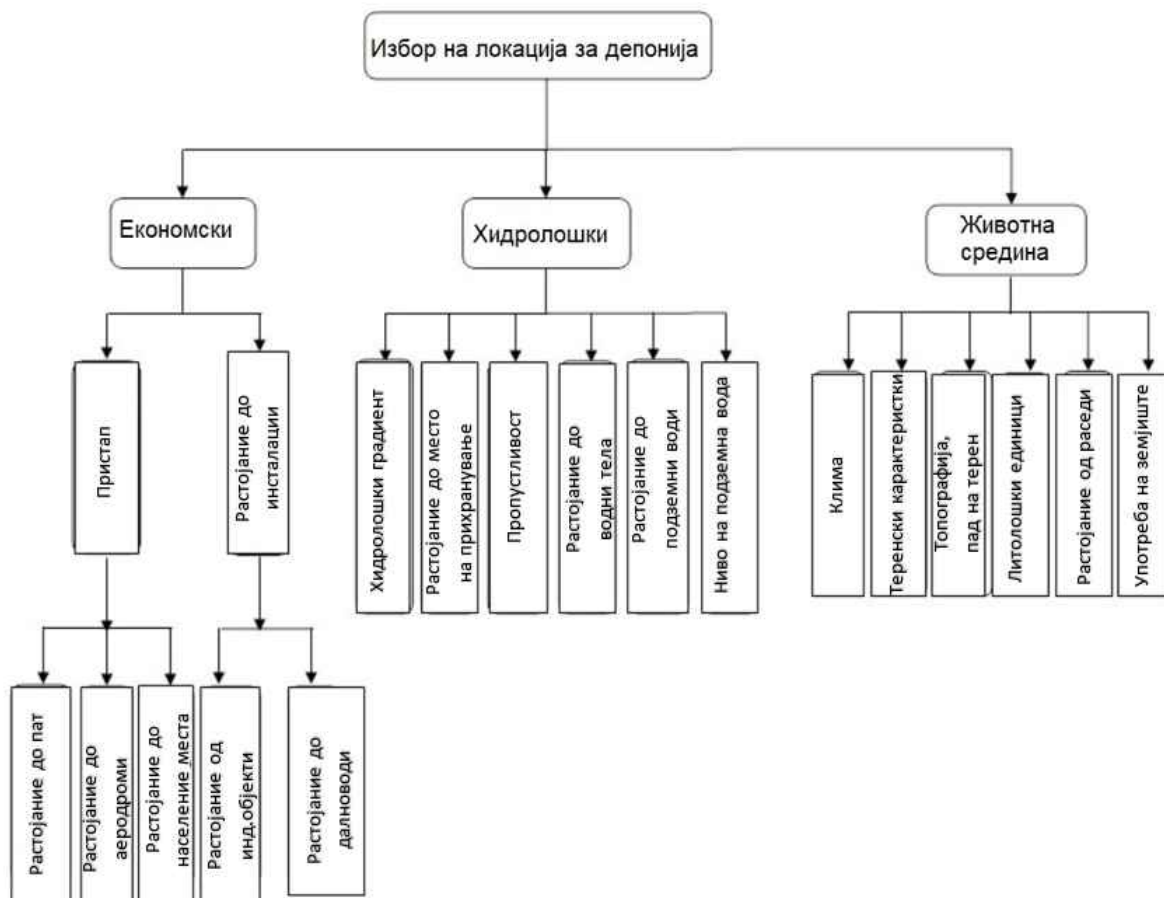 Избор на локација за депонија
Економски
Хидролошки
Животна
средина
Пристап
Растојание до
инсталации
Хидролошки градиент
Растојание до место
на прихранување
Пропустливост
Растојание до
водни тела
Растојание до
подземни води
Ниво на подземна вода
Клима
Теренски карактеристки
Топографија,
пад на терен
Литолошки единици
Растојание од раседи
Употреба на земјиште
Растојание до пат
Растојание до
аеродроми
Растојание до
население места
Растојание од
инд.објекти
Растојание до
далноводи